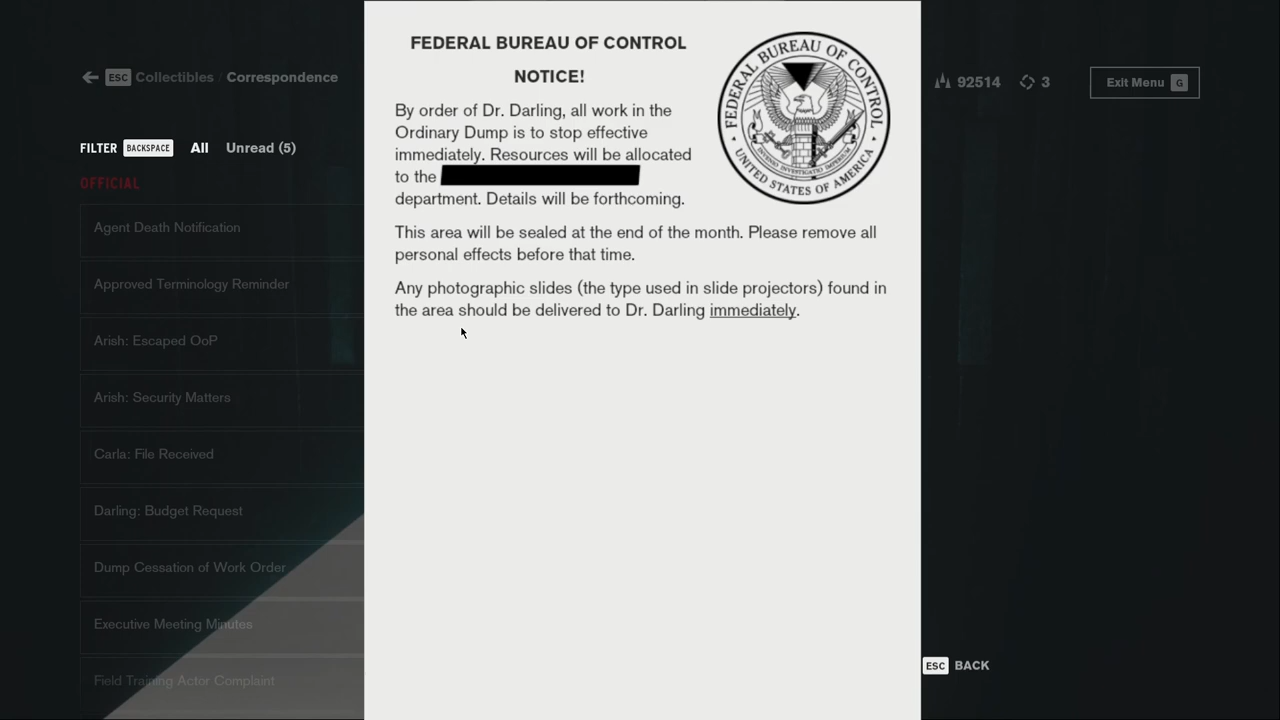 FEDERAL BUREAU OF CONTROL
NOTICE!
By order of Dr. Darling, all work in the
Ordinary Dump is to stop effective
immediately. Resources will be allocated
to the
department. Details will be forthcoming.
This area will be sealed at the end of the month. Please remove all
personal effects before that time.
Any photographic slides (the type used in slide projectors) found in
the area should be delivered to Dr. Darling immediately.
FEDERAL BUREAU OF CONTROL
UNITED STATES OF AMERICA
ESC Collectibles / Correspondence
92514 3
Exit Menu G
FILTER BACKSPACE All Unread (5)
OFFICIAL
Agent Death Notification
Approved Terminology Reminder
Arish: Escaped OoP
Arish: Security Matters
Carla: File Received
Darling: Budget Request
Dump Cessation of Work Order
Executive Meeting Minutes
Field Training Actor Complaint
ESC BACK